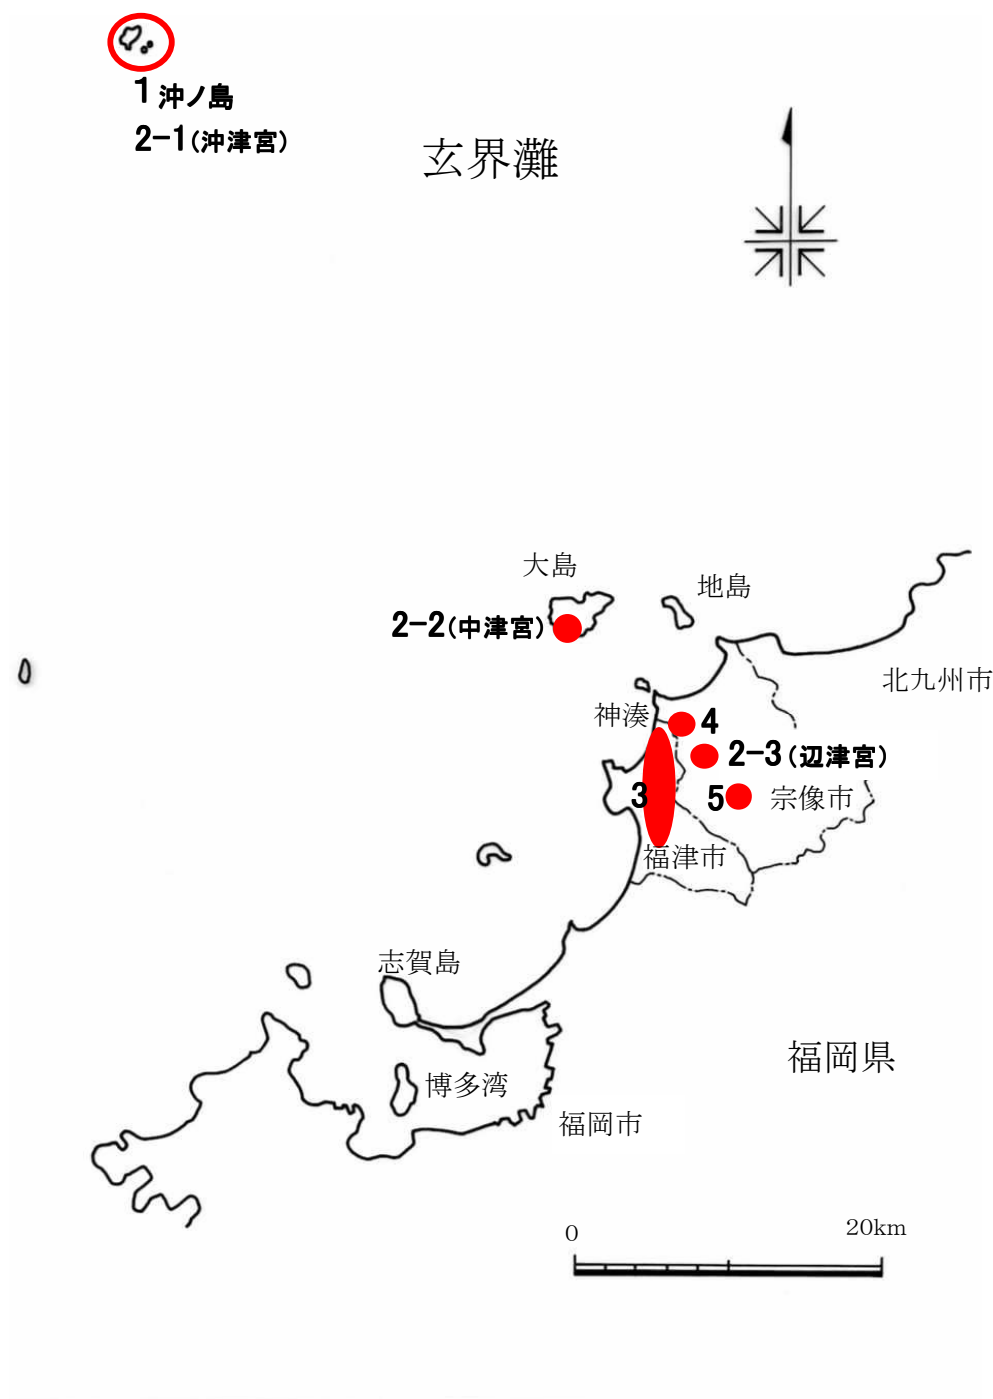 1 沖ノ島
2-1(沖津宮)
玄界灘
大島
地島
2-2(中津宮)
北九州市
神湊
4
2-3(辺津宮)
3
5
宗像市
福津市
志賀島
福岡県
博多湾
福岡市
0
20km